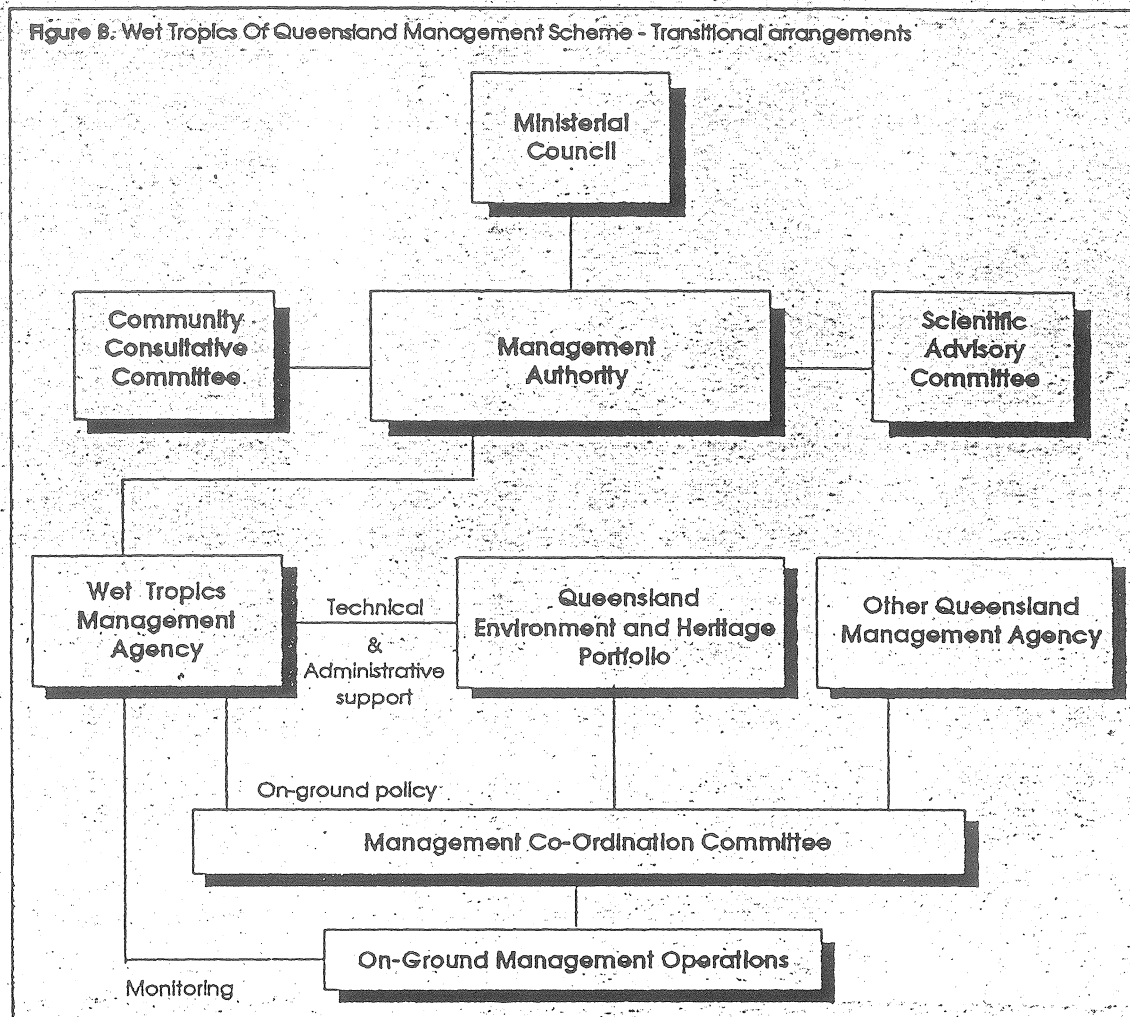 Figure B. Wet Tropics Of Queensland Management Scheme - Transitional arrangements
Ministerial
Council
Community
Consultative
Committee
Management
Authority
Scientific
Advisory
Committee
Wet Tropics
Management
Agency
Technical
&
Administrative
support
Queensland
Environment and Heritage
Portfolio
Other Queensland
Management Agency
On-ground policy
Management Co-Ordination Committee
On-Ground Management Operations
Monitoring